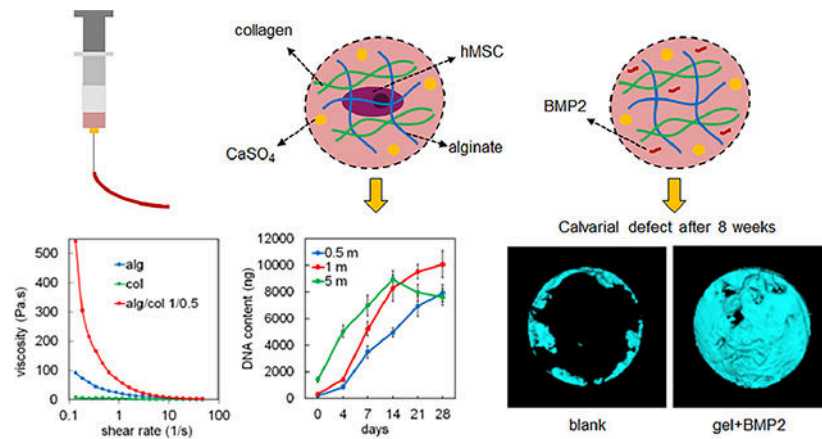 collagen
hMSC
CaSO4
alginate
BMP2
Calvarial defect after 8 weeks
500
400
300
200
100
0
viscosity (Pa.s)
alg
col
alg/col 1/0.5
0.1 1 10 100
shear rate (1/s)
12000
10000
8000
6000
4000
2000
0
DNA content (ng)
0.5 m
1 m
5 m
0 4 7 14 21 28
days
blank
gel+BMP2